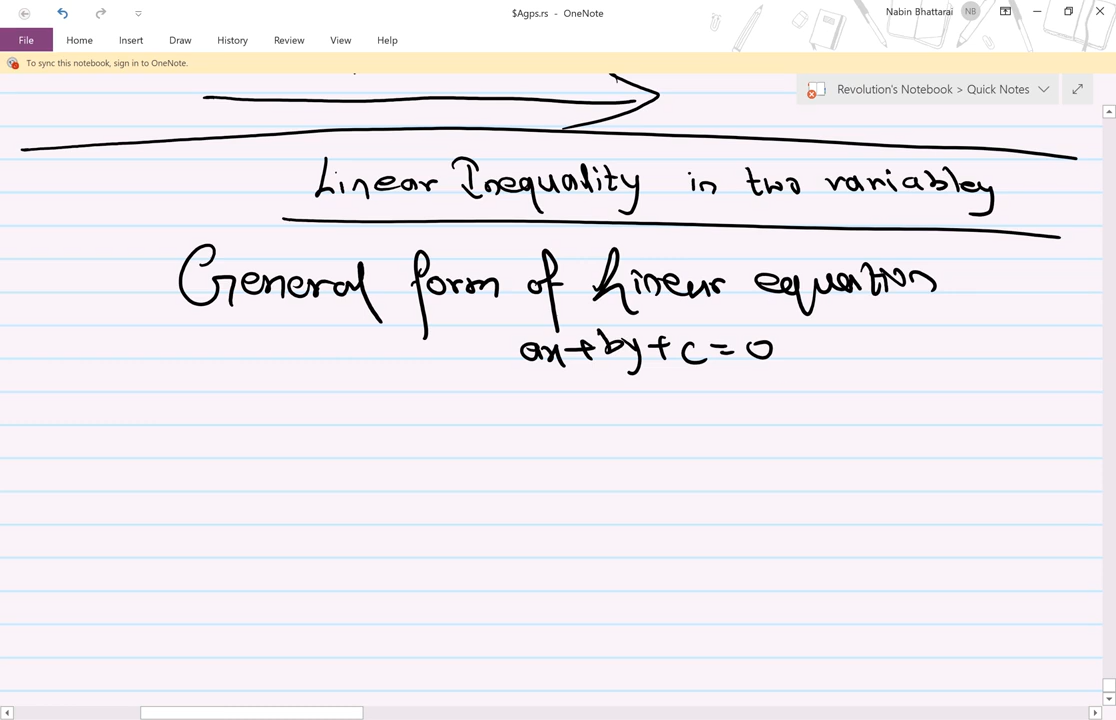 $Agps.rs - OneNote
Nabin Bhattarai NB
File Home Insert Draw History Review View Help
To sync this notebook, sign in to OneNote.
Revolution's Notebook > Quick Notes
Linear Inequality in two variables
General form of linear equation
ax+by+c=0